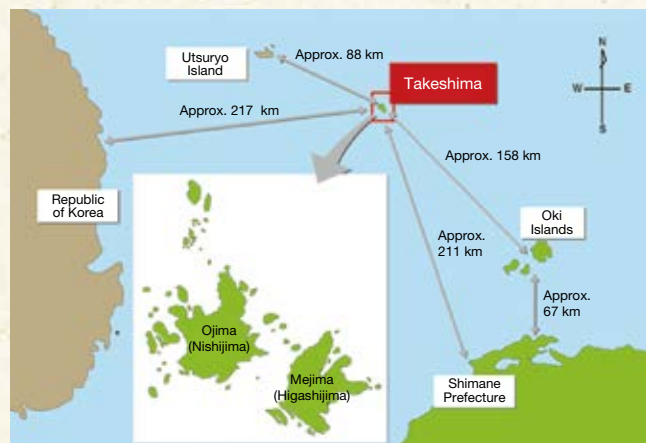 Utsuryo
Island
Approx. 88 km
Takeshima
N
W
E
S
Approx. 217 km
Approx. 158 km
Republic
of Korea
Oki
Islands
Approx.
211 km
Approx.
67 km
Ojima
(Nishijima)
Mejima
(Higashijima)
Shimane
Prefecture